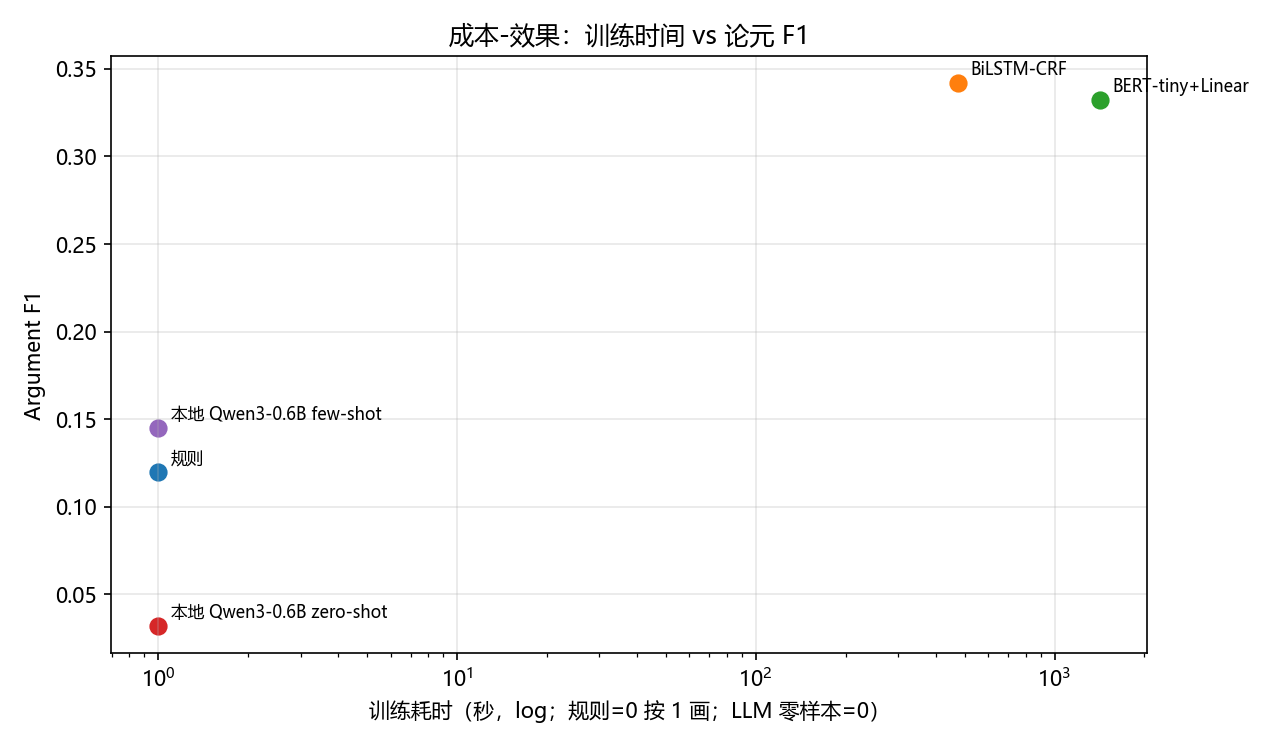 成本-效果：训练时间 vs 论元 F1
0.35
BiLSTM-CRF
BERT-tiny+Linear
0.30
0.25
0.20
Argument F1
0.15
本地 Qwen3-0.6B few-shot
规则
0.10
0.05
本地 Qwen3-0.6B zero-shot
10⁰
10¹
10²
10³
训练耗时（秒，log；规则=0 按 1 画；LLM 零样本=0）